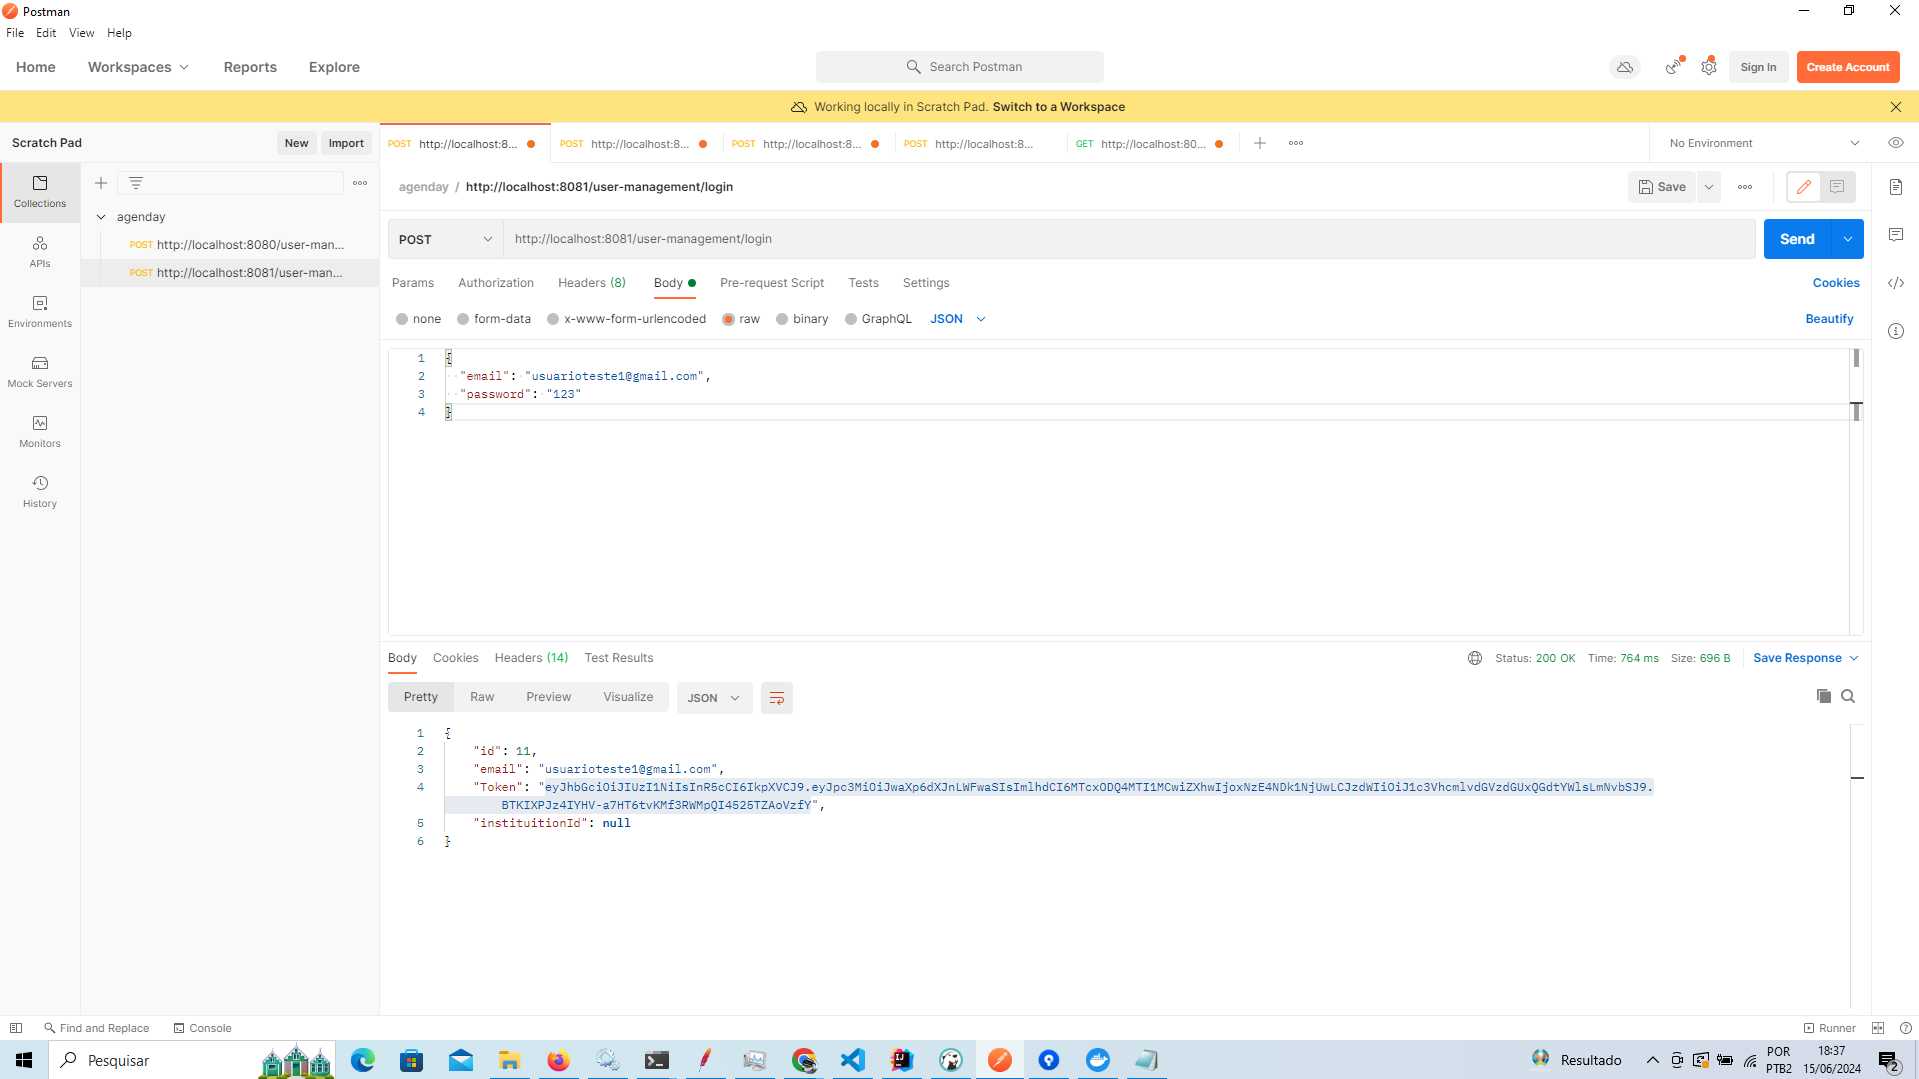 Postman
File Edit View Help
Home Workspaces Reports Explore Search Postman Sign In Create Account
Working locally in Scratch Pad. Switch to a Workspace
Scratch Pad New Import POST http://localhost:8... POST http://localhost:8... POST http://localhost:8... POST http://localhost:8... GET http://localhost:80... No Environment
Collections
APIs
Environments
Mock Servers
Monitors
History
agenday
POST http://localhost:8080/user-man...
POST http://localhost:8081/user-man...
agenday / http://localhost:8081/user-management/login Save
POST http://localhost:8081/user-management/login Send
Params Authorization Headers (8) Body Pre-request Script Tests Settings Cookies
none form-data x-www-form-urlencoded raw binary GraphQL JSON Beautify
1 {
2 "email": "usuarioteste1@gmail.com",
3 "password": "123"
4 }
Body Cookies Headers (14) Test Results Status: 200 OK Time: 764 ms Size: 696 B Save Response
Pretty Raw Preview Visualize JSON
1 {
2 "id": 11,
3 "email": "usuarioteste1@gmail.com",
4 "Token": "eyJhbGciOiJIUzI1NiIsInR5cCI6IkpXVCJ9.eyJpc3MiOiJwaXp6dXJnLWFwaSIsImlhdCI6MTcxODQ4MTI1MCwiZXhwIjoxNzE4NDk1NjUwLCJzdWIiOiJ1c3VhcmlvdGVzdGUxQGdtYWlsLmNvbSJ9.
BTKIXPJz4IYHV-a7HT6tvKMf3RWMpQI4525TZAoVzfY",
5 "instituitionId": null
6 }
Find and Replace Console Runner
Pesquisar Resultado POR 18:37
PTB2 15/06/2024 2